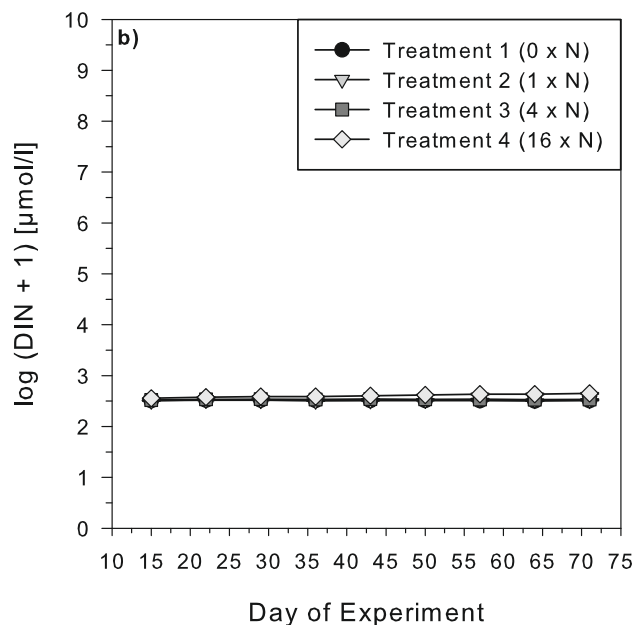 b)
Treatment 1 (0 x N)
Treatment 2 (1 x N)
Treatment 3 (4 x N)
Treatment 4 (16 x N)
log (DIN + 1) [µmol/l]
10
9
8
7
6
5
4
3
2
1
0
10 15 20 25 30 35 40 45 50 55 60 65 70 75
Day of Experiment